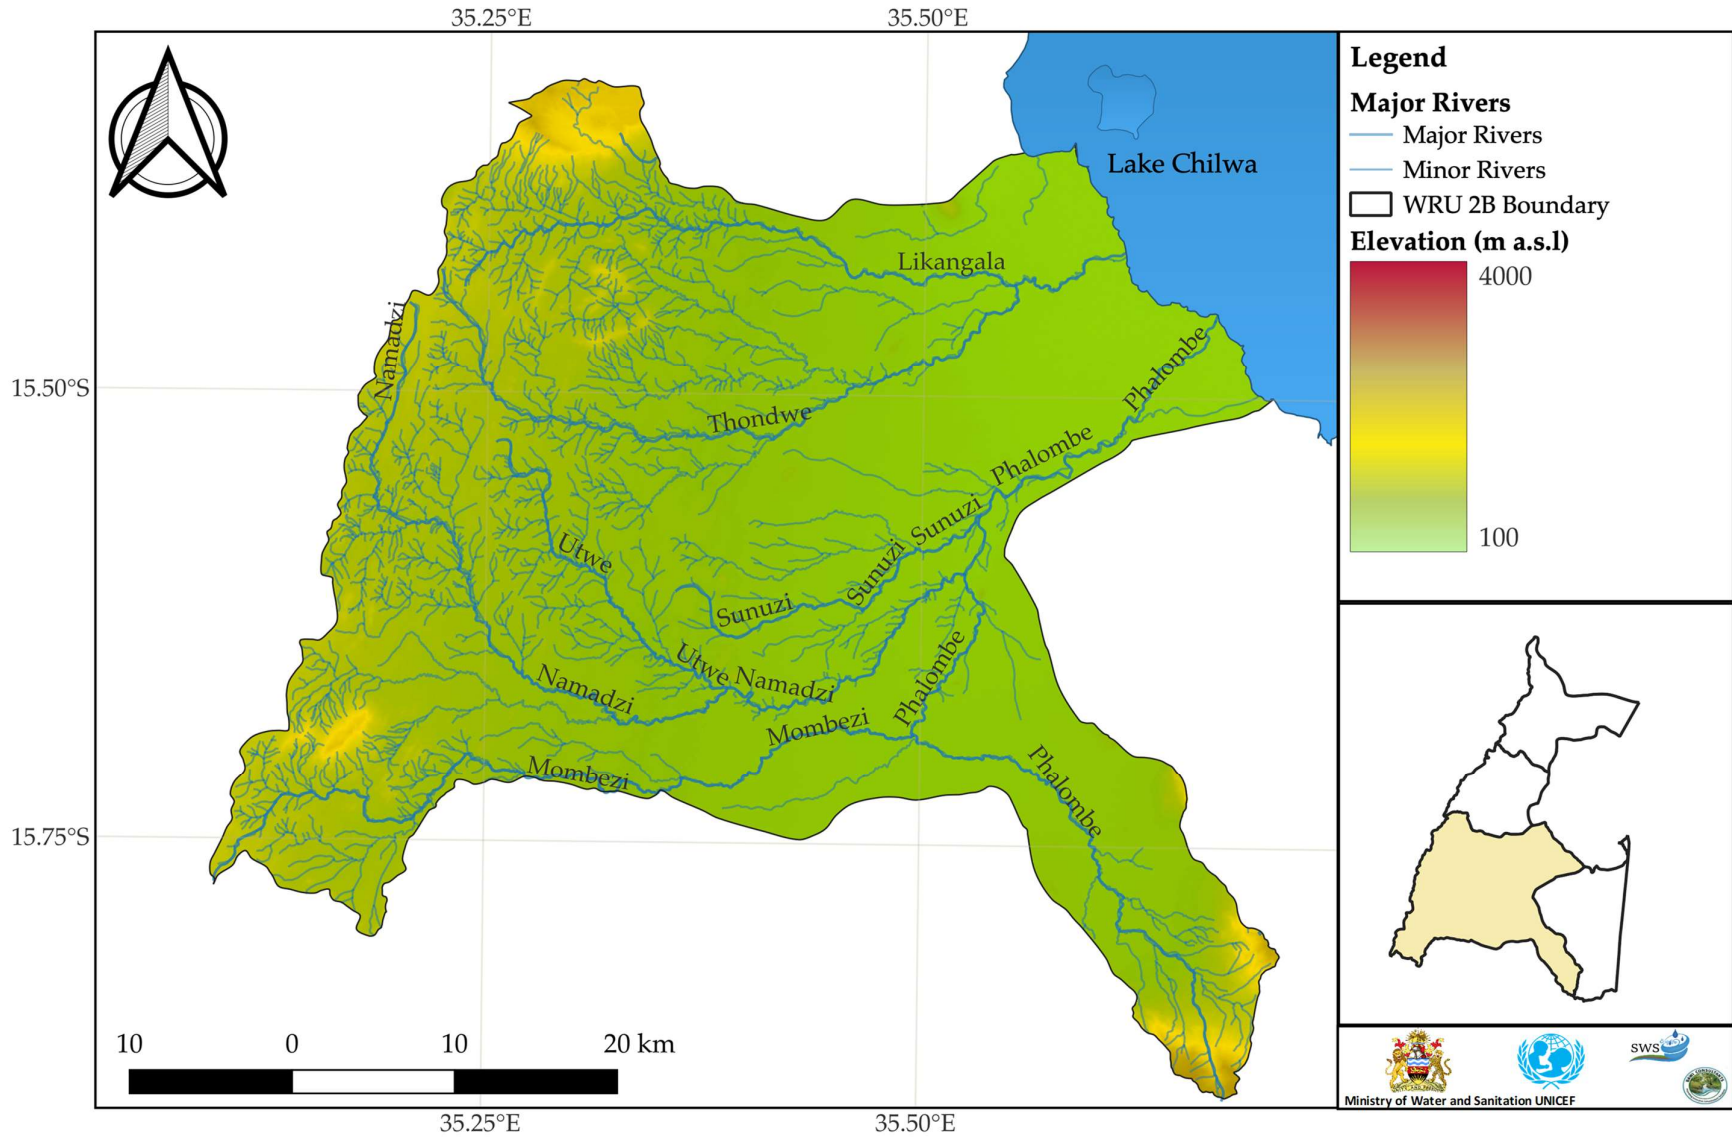 35.25°E
35.50°E
Legend
Major Rivers
Major Rivers
Minor Rivers
WRU 2B Boundary
Elevation (m a.s.l)
4000
100
Lake Chilwa
Likangala
Namadzi
Phalombe
15.50°S
Thondwe
Phalombe
Sunuzi
Utwe
Sunuzi
Sunuzi
Phalombe
Utwe
Namadzi
Namadzi
Mombezi
Mombezi
Phalombe
15.75°S
10 0 10 20 km
SWS
Ministry of Water and Sanitation UNICEF
35.25°E
35.50°E